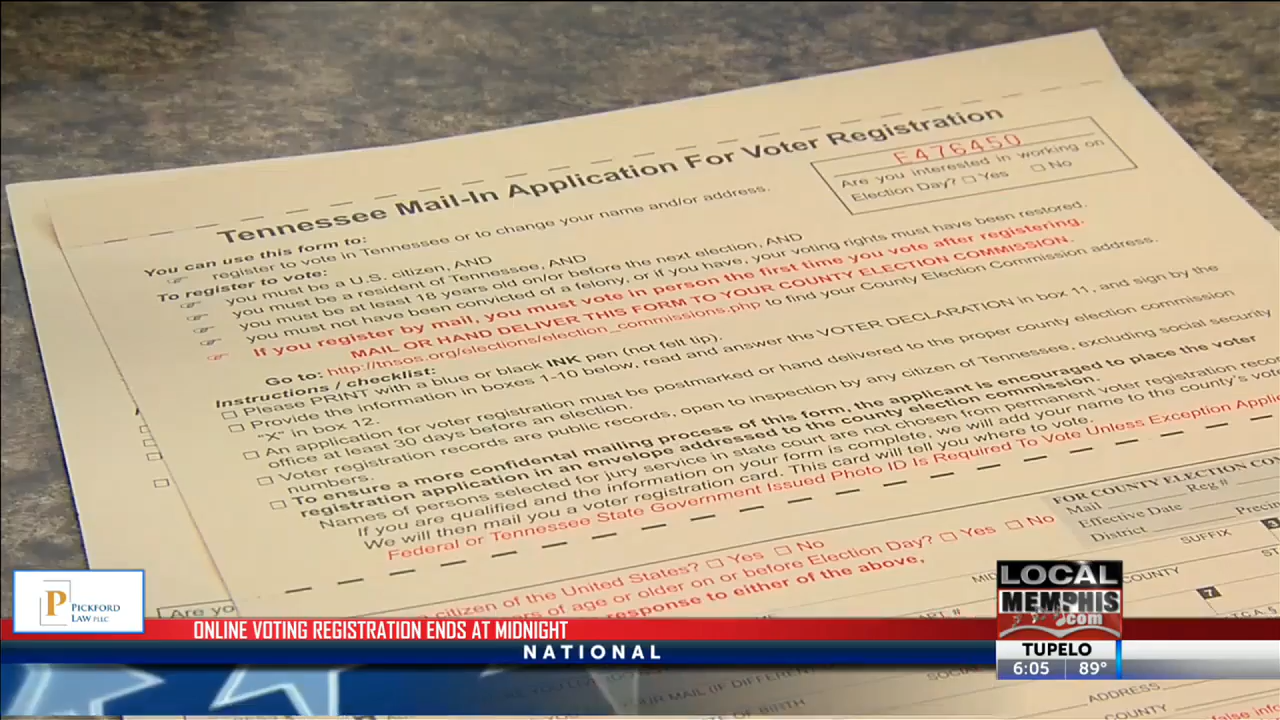 Tennessee Mail-In Application For Voter Registration
F476450
Are you interested in working on
Election Day? □ Yes □ No
You can use this form to:
register to vote in Tennessee or to change your name and/or address.
To register to vote:
you must be a U.S. citizen, AND
you must be a resident of Tennessee, AND
you must be at least 18 years old on/before the next election, AND
you must not have been convicted of a felony, or if you have, your voting rights must have been restored.
If you register by mail, you must vote in person the first time you vote after registering.
MAIL OR HAND DELIVER THIS FORM TO YOUR COUNTY ELECTION COMMISSION.
Go to: http://tnsos.org/elections/election_commissions.php to find your County Election Commission address.
Instructions / checklist:
□ Please PRINT with a blue or black INK pen (not felt tip).
□ Provide the information in boxes 1-10 below, read and answer the VOTER DECLARATION in box 11, and sign by the
"X" in box 12.
□ An application for voter registration must be postmarked or hand delivered to the proper county election commission
office at least 30 days before an election.
□ Voter registration records are public records, open to inspection by any citizen of Tennessee, excluding social security
numbers.
□ To ensure a more confidential mailing process of this form, the applicant is encouraged to place the voter
registration application in an envelope addressed to the county election commission.
Names of persons selected for jury service in state court are not chosen from permanent voter registration
If you are qualified and the information on your form is complete, we will add your name to the county's
We will then mail you a voter registration card. This card will tell you where to vote.
Federal or Tennessee State Government Issued Photo ID Is Required To Vote Unless Exception
FOR COUNTY ELECTION
Mail Reg #
Effective Date
District
citizen of the United States? □ Yes □ No
of age or older on or before Election Day? □ Yes □ No
response to either of the above,
SUFFIX
3
COUNTY
7
Are yo
P PICKFORD
LAW PLLC
ONLINE VOTING REGISTRATION ENDS AT MIDNIGHT
NATIONAL
LOCAL
MEMPHIS
.com
TUPELO
6:05 89°
YOUR MAIL (IF DIFFERENT
OF BIRTH
ADDRESS
COUNTY